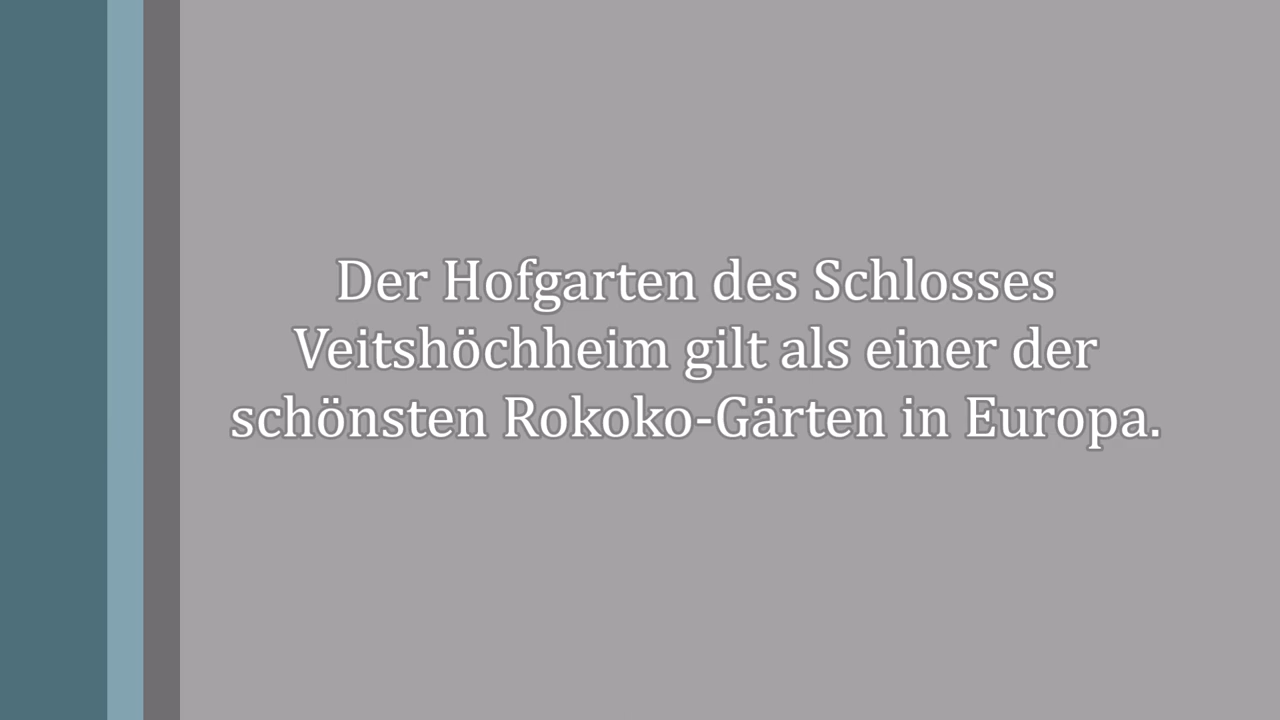 Der Hofgarten des Schlosses
Veitshöchheim gilt als einer der
schönsten Rokoko-Gärten in Europa.